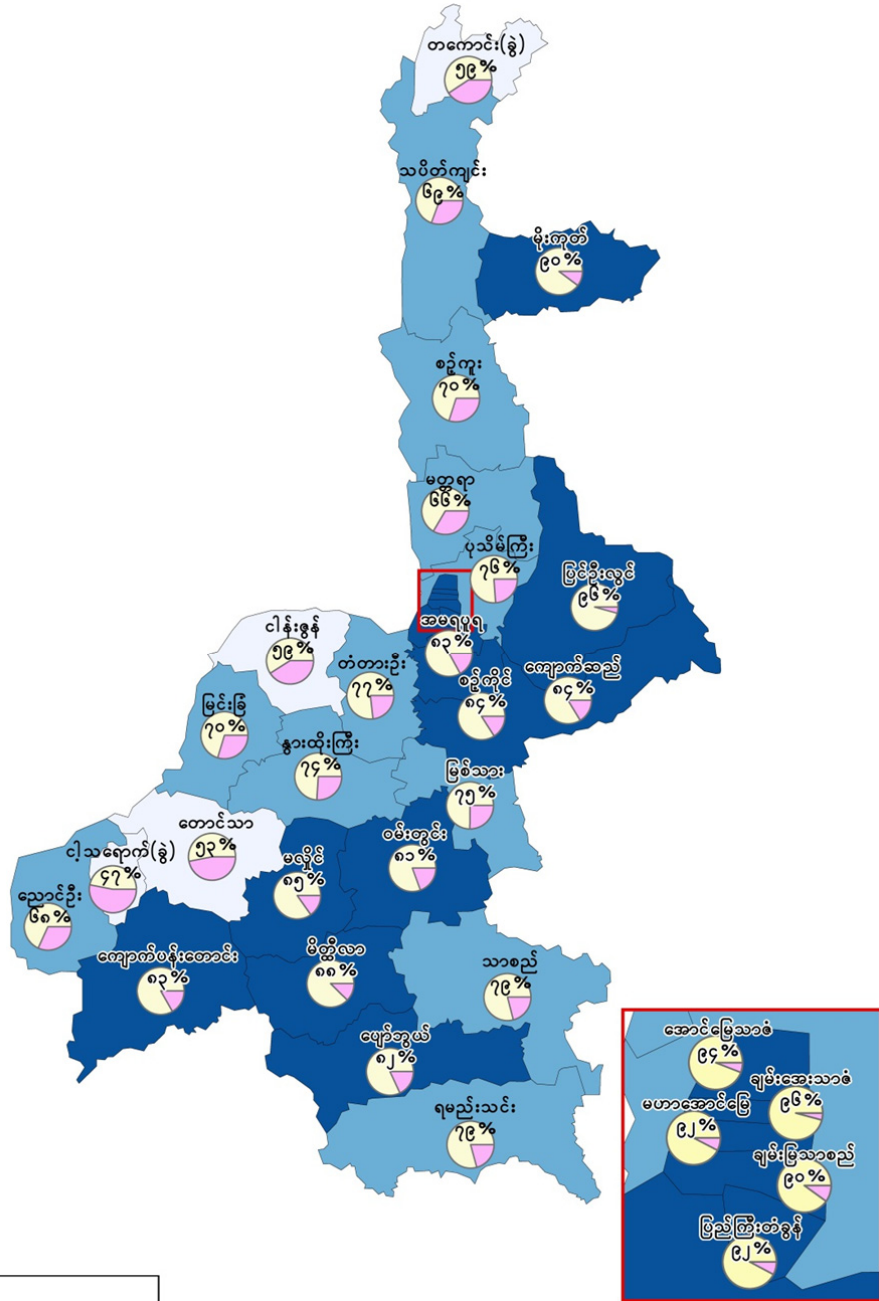 တကောင်း(ခွဲ)
၅၉%
သပိတ်ကျင်း
၆၉%
မိုးကုတ်
၉၀%
စဉ့်ကူး
၇၀%
မတ္တရာ
၆၆%
ပုသိမ်ကြီး
၇၆%
ပြင်ဦးလွင်
၉၆%
အမရပူရ
၈၃%
ငါန်းဇွန်
၅၉%
တံတားဦး
၇၇%
ကျောက်ဆည်
၈၄%
စဉ့်ကိုင်
၈၄%
မြင်းခြံ
၇၀%
နွားထိုးကြီး
၇၄%
မြစ်သား
၇၅%
တောင်သာ
၅၃%
ဝမ်းတွင်း
၈၁%
ငါ့သရောက်(ခွဲ)
၄၇%
မလှိုင်
၈၅%
ညောင်ဦး
၆၈%
ကျောက်ပန်းတောင်း
၈၃%
မိတ္ထီလာ
၈၈%
သာစည်
၇၉%
ပျော်ဘွယ်
၈၂%
ရမည်းသင်း
၇၉%
အောင်မြေသာဇံ
၉၄%
ချမ်းအေးသာဇံ
၉၆%
မဟာအောင်မြေ
၉၂%
ချမ်းမြသာစည်
၉၀%
ပြည်ကြီးတံခွန်
၉၂%